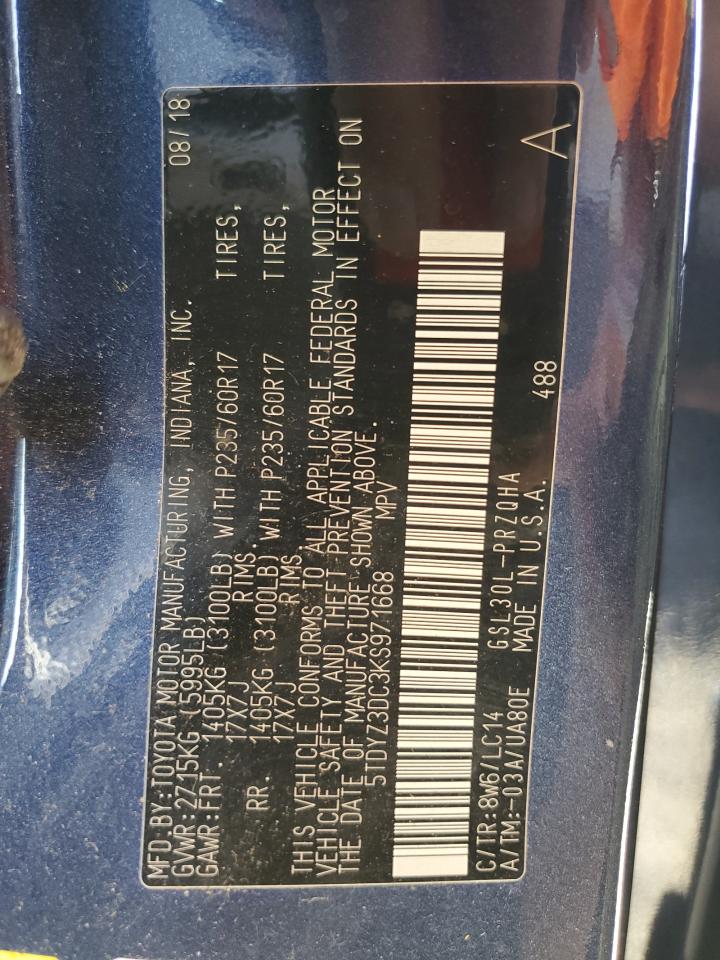 MFD BY: TOYOTA MOTOR MANUFACTURING, INDIANA, INC. 08/18
GVWR: 2715KG (5995LB)
GAWR: FRT. 1405KG (3100LB) WITH P235/60R17 TIRES,
17X7J RIMS.
RR. 1405KG (3100LB) WITH P235/60R17 TIRES,
17X7J RIMS
THIS VEHICLE CONFORMS TO ALL APPLICABLE FEDERAL MOTOR
VEHICLE SAFETY AND THEFT PREVENTION STANDARDS IN EFFECT ON
THE DATE OF MANUFACTURE SHOWN ABOVE.
5TDYZ3DC3KS971668 MPV
C/TR: 8W6/LC14 GSL30L-PRZQHA 488 A
A/TM:-03A/UA80E MADE IN U.S.A.